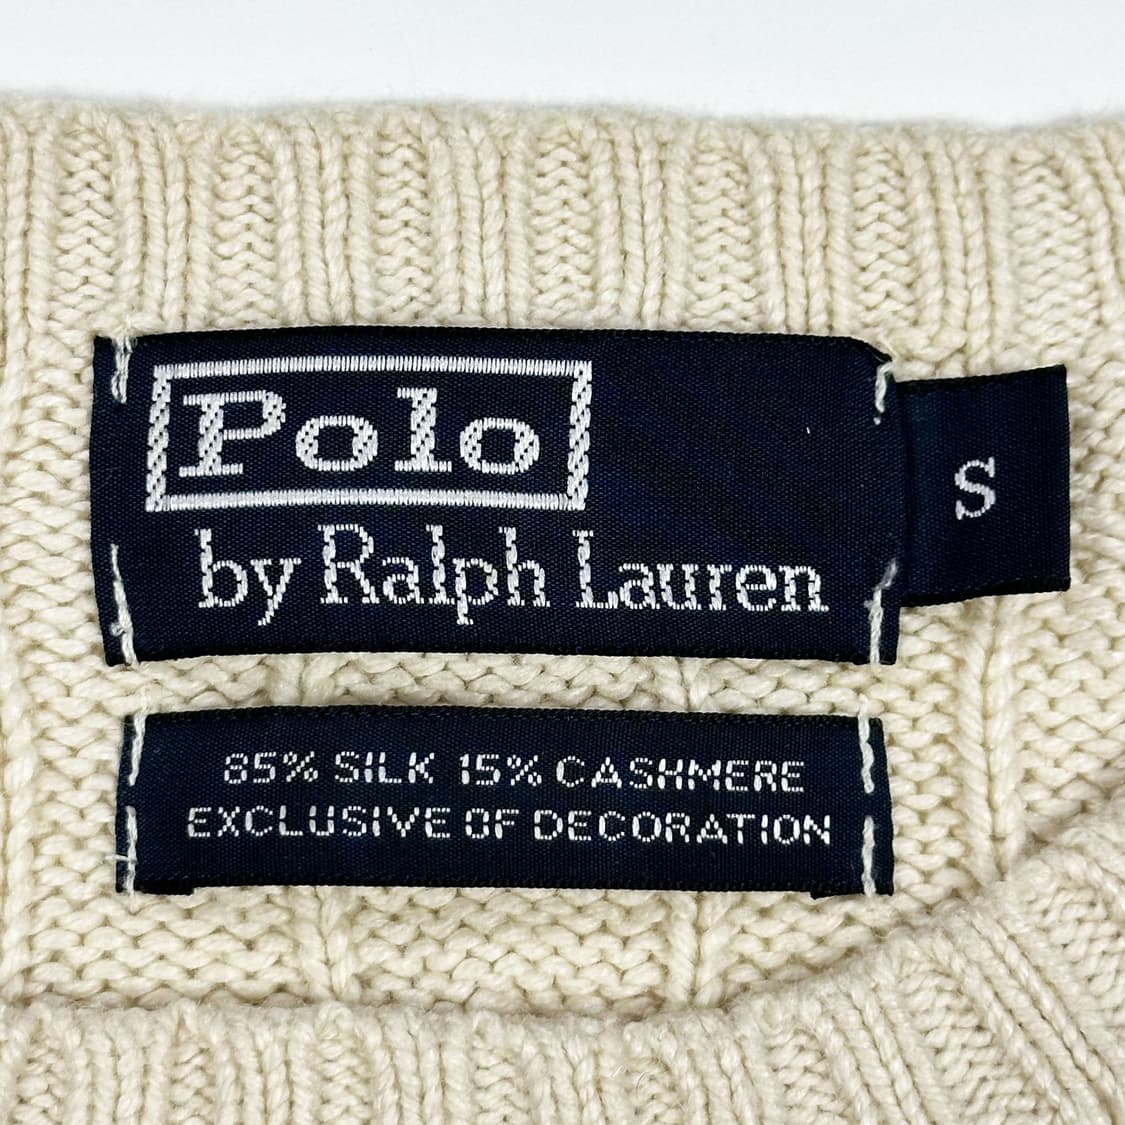 Polo
by Ralph Lauren
S
85% SILK 15% CASHMERE
EXCLUSIVE OF DECORATION